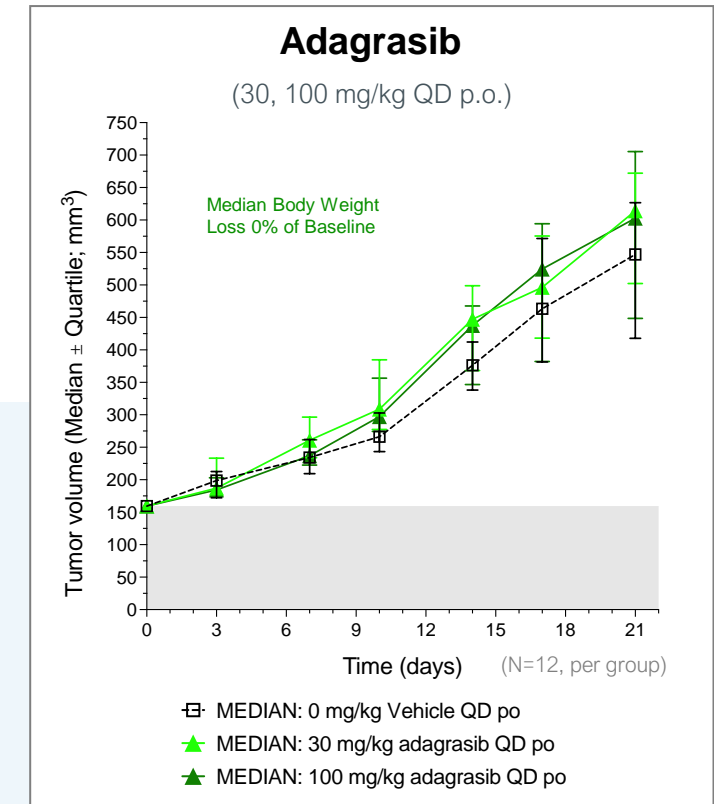 Adagrasib
(30, 100 mg/kg QD p.o.)
Tumor volume (Median ± Quartile; mm³)
750
700
650
600
550
500
450
400
350
300
250
200
150
100
50
0
Median Body Weight
Loss 0% of Baseline
0 3 6 9 12 15 18 21
Time (days) (N=12, per group)
MEDIAN: 0 mg/kg Vehicle QD po
MEDIAN: 30 mg/kg adagrasib QD po
MEDIAN: 100 mg/kg adagrasib QD po